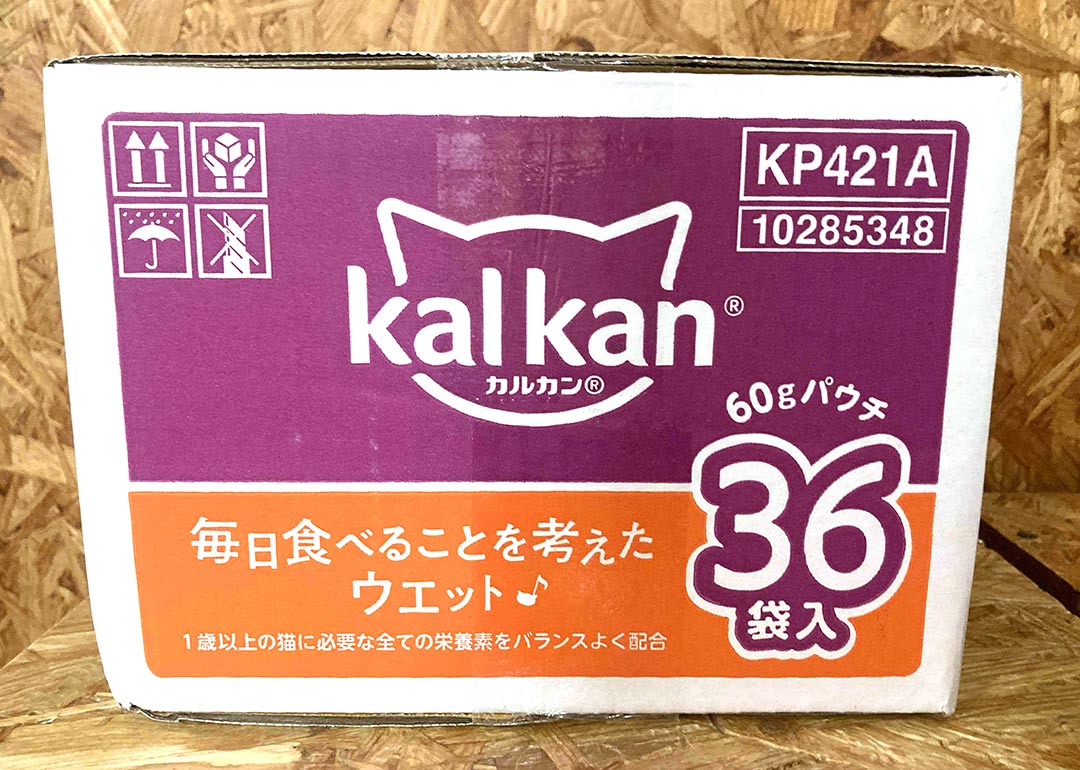 KP421A
10285348
kal kan®
カルカン®
60gパウチ
36
袋入
毎日食べることを考えた
ウエット♪
1歳以上の猫に必要な全ての栄養素をバランスよく配合